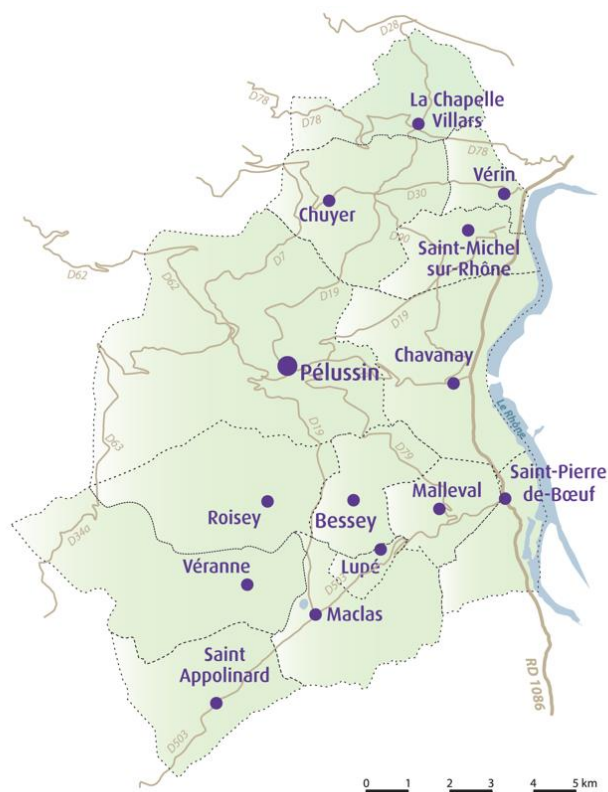 D28
La Chapelle
Villars
D78
D78
D78
Vérin
D30
Chuyer
Saint-Michel
sur-Rhône
D90
D7
D62
D62
D19
D19
Chavanay
Pélussin
Le Rhône
D19
D63
D79
Saint-Pierre
de-Bœuf
Malleval
Roisey
Bessey
D34a
Lupé
Véranne
D503
Maclas
Saint
Appolinard
RD 1086
D503
0 1 2 3 4 5 km